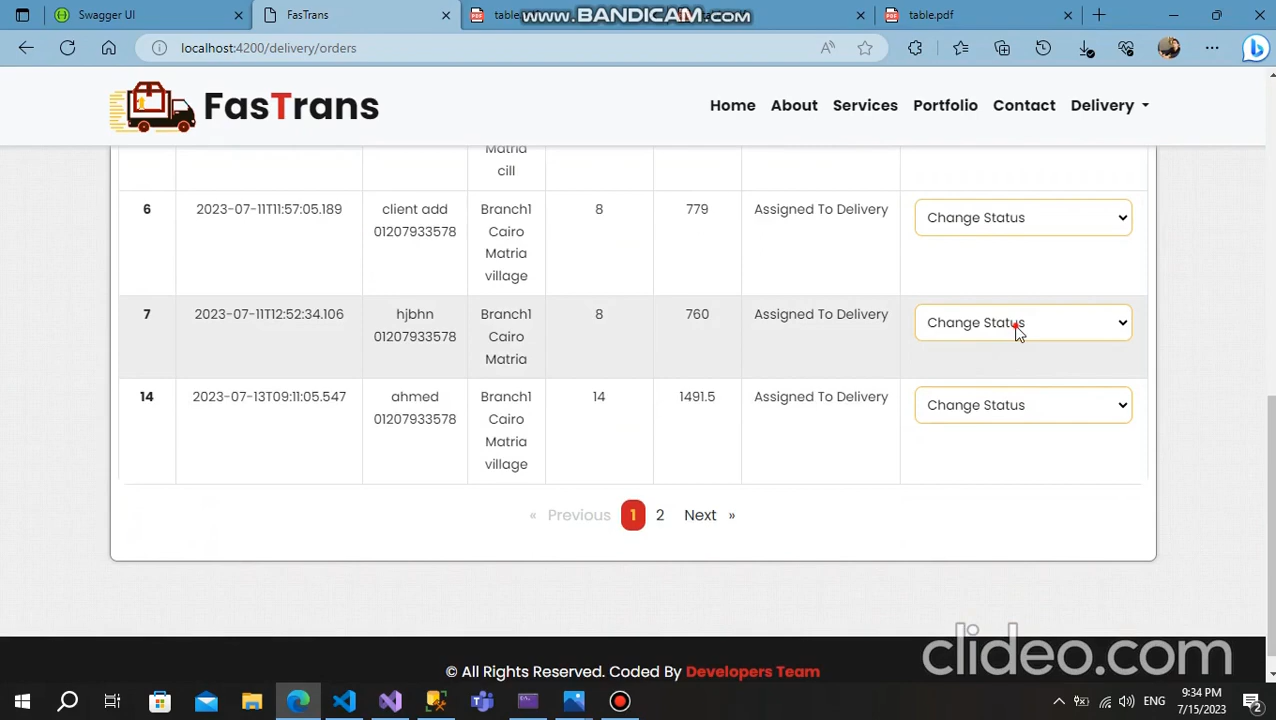 Swagger UI
FasTrans
table.pdf
www.BANDICAM.com
localhost:4200/delivery/orders
FasTrans
Home About Services Portfolio Contact Delivery
Matria
cill
6 2023-07-11T11:57:05.189 client add 01207933578 Branch1 Cairo Matria village 8 779 Assigned To Delivery Change Status
7 2023-07-11T12:52:34.106 hjbhn 01207933578 Branch1 Cairo Matria 8 760 Assigned To Delivery Change Status
14 2023-07-13T09:11:05.547 ahmed 01207933578 Branch1 Cairo Matria village 14 1491.5 Assigned To Delivery Change Status
« Previous 1 2 Next »
© All Rights Reserved. Coded By Developers Team
clideo.com
ENG
9:34 PM
7/15/2023
2